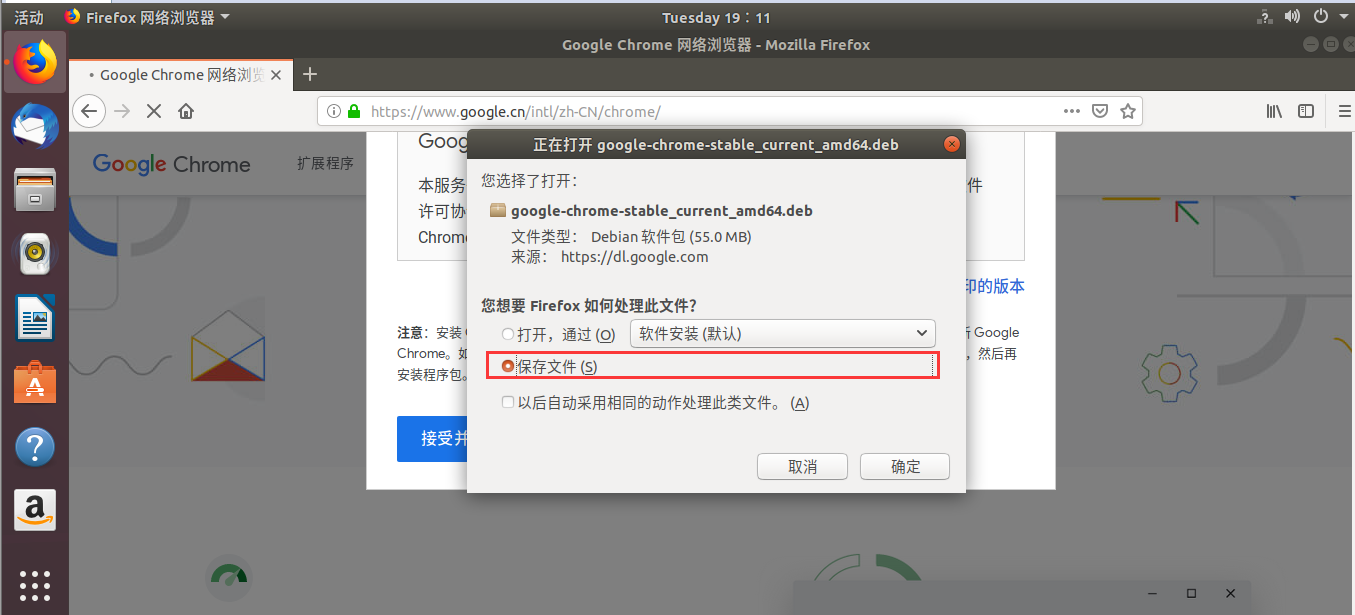 活动
Firefox 网络浏览器
Tuesday 19：11
Google Chrome 网络浏览器 - Mozilla Firefox
Google Chrome 网络浏览
https://www.google.cn/intl/zh-CN/chrome/
Google Chrome
扩展程序
Goog
本服务
件
许可协
Chrome
正在打开 google-chrome-stable_current_amd64.deb
您选择了打开：
google-chrome-stable_current_amd64.deb
文件类型： Debian 软件包 (55.0 MB)
来源： https://dl.google.com
印的版本
您想要 Firefox 如何处理此文件?
打开，通过 (O)
软件安装 (默认)
保存文件 (S)
以后自动采用相同的动作处理此类文件。 (A)
取消
确定
注意：安装
Google
Chrome。如
，然后再
安装程序包。
接受并